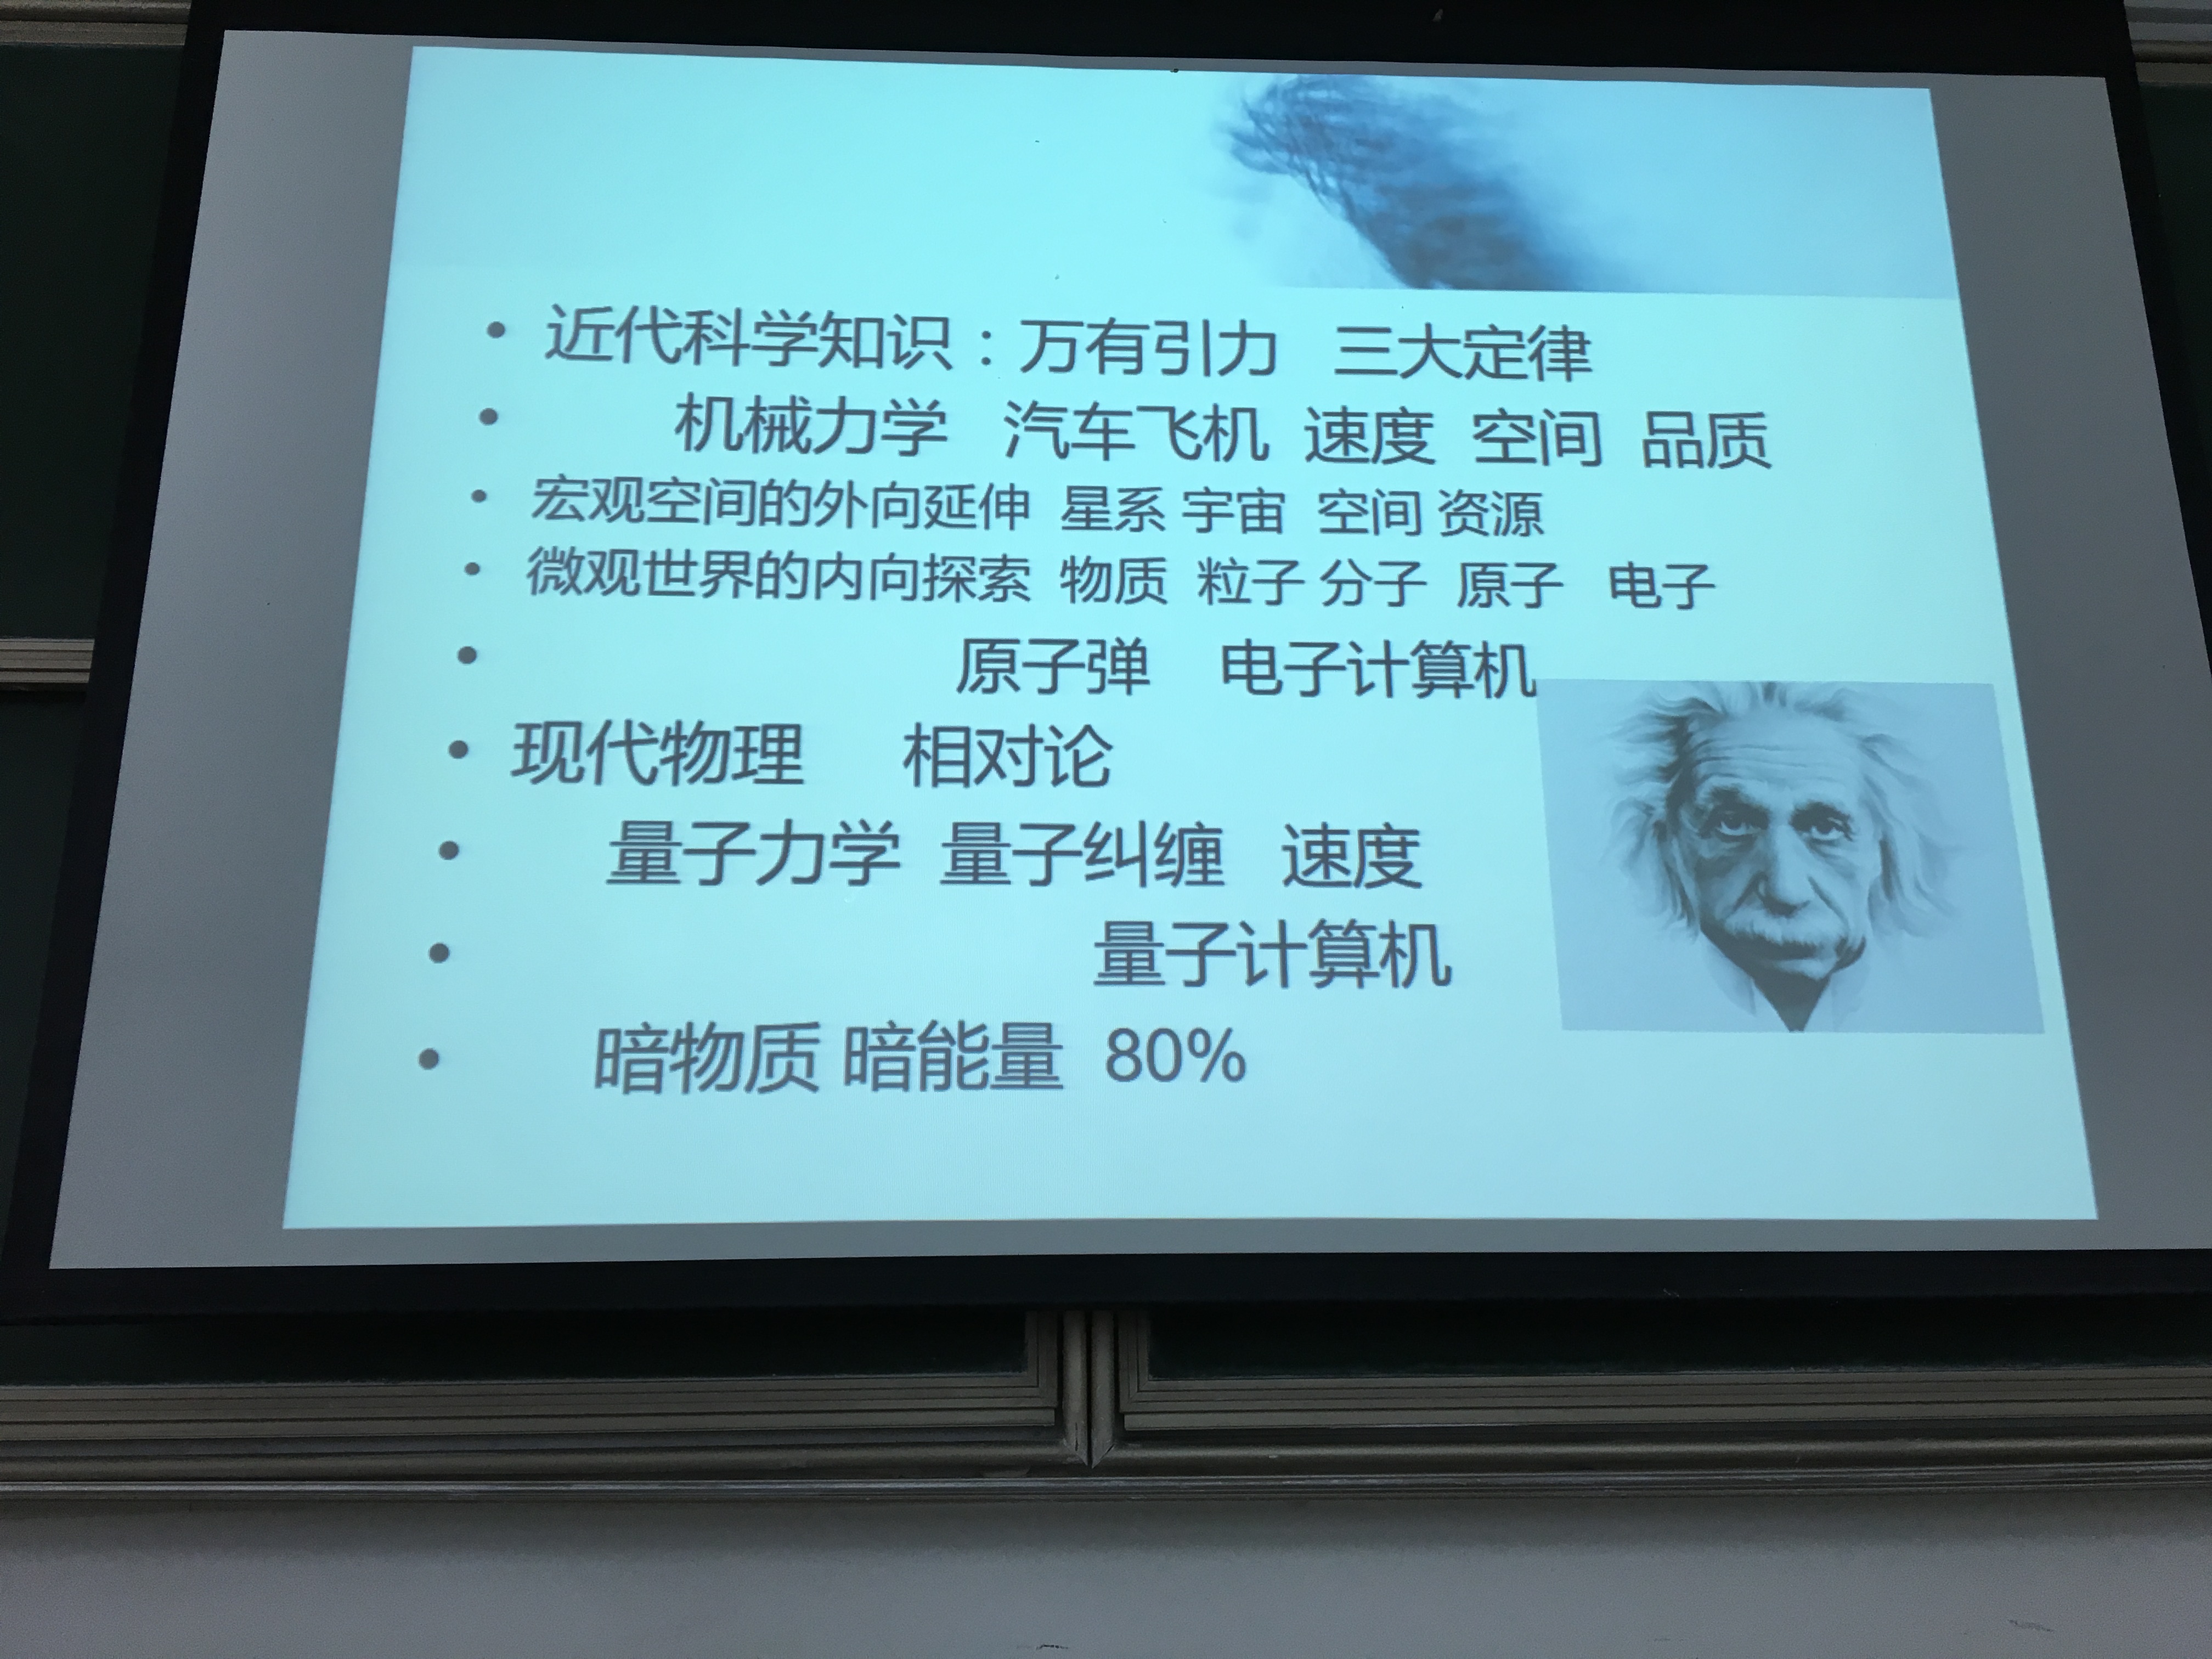 • 近代科学知识：万有引力 三大定律
• 机械力学 汽车飞机 速度 空间 品质
• 宏观空间的外向延伸 星系 宇宙 空间 资源
• 微观世界的内向探索 物质 粒子 分子 原子 电子
• 原子弹 电子计算机
• 现代物理 相对论
• 量子力学 量子纠缠 速度
• 量子计算机
• 暗物质 暗能量 80%